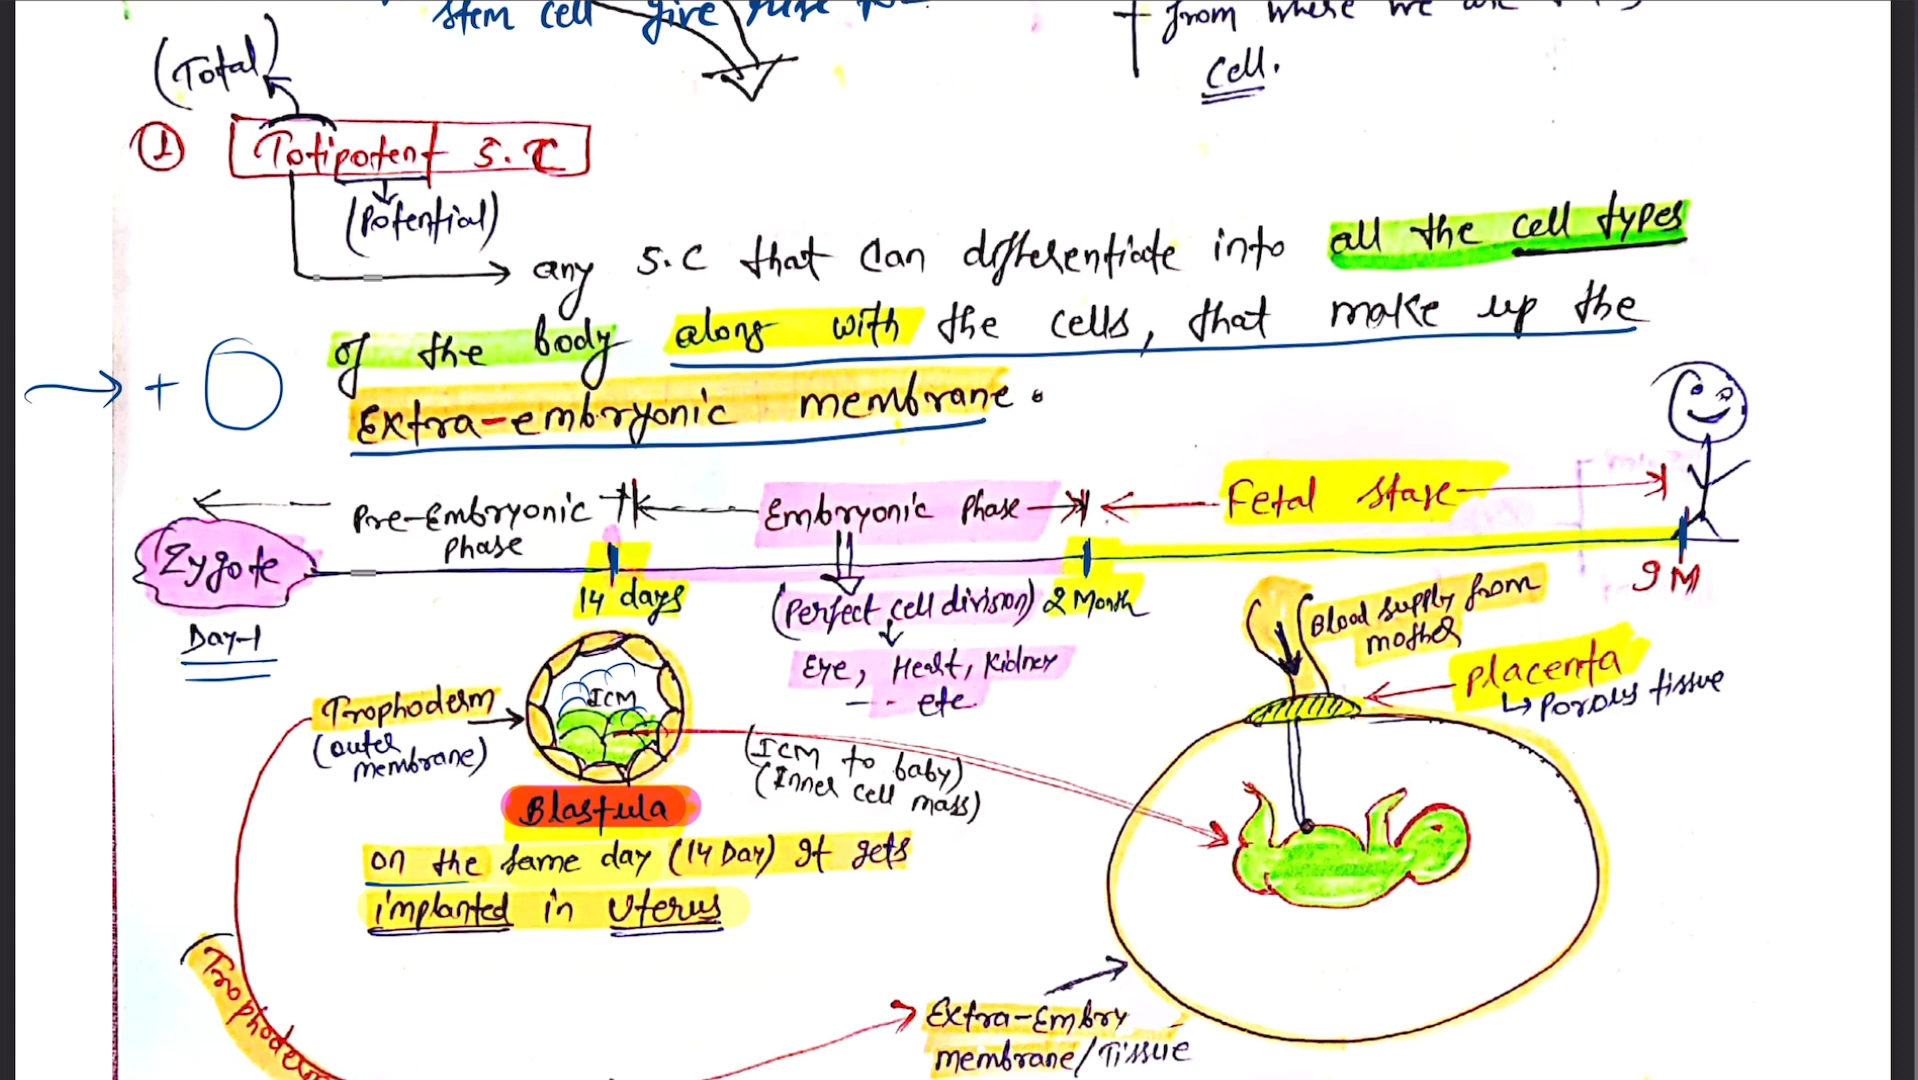 stem cell give rise
from where we
cell.
(Total)
① Totipotent S.C
(Potential)
any S.C that can differentiate into all the cell types
of the body along with the cells, that make up the
+
Extra-embryonic membrane.
Pre-Embryonic phase
Embryonic Phase
Fetal Stage
Zygote
Day-1
14 days
(Perfect cell division)
2 Month
9 M
Eye, Heart, Kidney
-- etc
Blood supply from
mother
placenta
↳ Porous tissue
Trophoderm
(outer
membrane)
ICM
(ICM to baby)
(Inner cell mass)
Blastula
on the same day (14 Day) It gets
implanted in Uterus
Trophoderm
Extra-Embry
membrane/Tissue